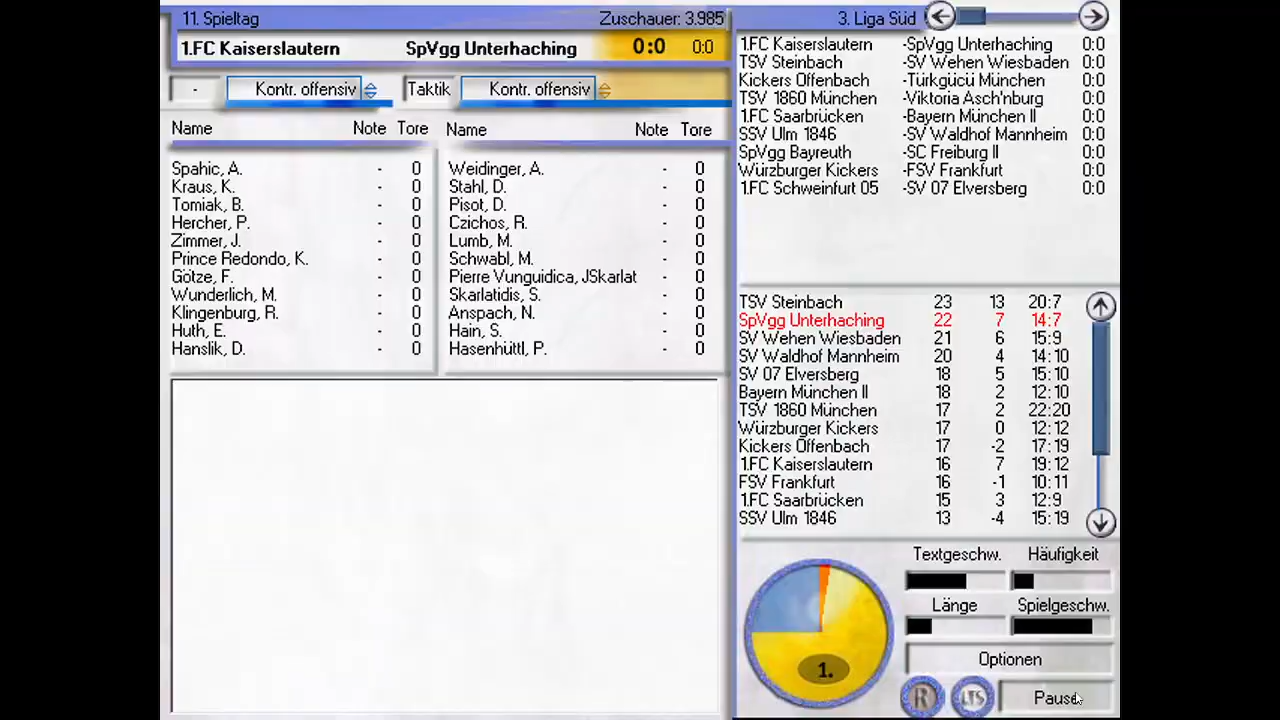 11. Spieltag Zuschauer: 3.985
1.FC Kaiserslautern SpVgg Unterhaching 0:0 0:0
- Kontr. offensiv Taktik Kontr. offensiv
Name Note Tore Name Note Tore
Spahic, A. - 0 Weidinger, A. - 0
Kraus, K. - 0 Stahl, D. - 0
Tomiak, B. - 0 Pisot, D. - 0
Hercher, P. - 0 Czichos, R. - 0
Zimmer, J. - 0 Lumb, M. - 0
Prince Redondo, K. - 0 Schwabl, M. - 0
Götze, F. - 0 Pierre Vunguidica, JSkarlat - 0
Wunderlich, M. - 0 Skarlatidis, S. - 0
Klingenburg, R. - 0 Anspach, N. - 0
Huth, E. - 0 Hain, S. - 0
Hanslik, D. - 0 Hasenhüttl, P. - 0
3. Liga Süd
1.FC Kaiserslautern -SpVgg Unterhaching 0:0
TSV Steinbach -SV Wehen Wiesbaden 0:0
Kickers Offenbach -Türkgücü München 0:0
TSV 1860 München -Viktoria Asch'nburg 0:0
1.FC Saarbrücken -Bayern München II 0:0
SSV Ulm 1846 -SV Waldhof Mannheim 0:0
SpVgg Bayreuth -SC Freiburg II 0:0
Würzburger Kickers -FSV Frankfurt 0:0
1.FC Schweinfurt 05 -SV 07 Elversberg 0:0
TSV Steinbach 23 13 20:7
SpVgg Unterhaching 22 7 14:7
SV Wehen Wiesbaden 21 6 15:9
SV Waldhof Mannheim 20 4 14:10
SV 07 Elversberg 18 5 15:10
Bayern München II 18 2 12:10
TSV 1860 München 17 2 22:20
Würzburger Kickers 17 0 12:12
Kickers Offenbach 17 -2 17:19
1.FC Kaiserslautern 16 7 19:12
FSV Frankfurt 16 -1 10:11
1.FC Saarbrücken 15 3 12:9
SSV Ulm 1846 13 -4 15:19
Textgeschw. Häufigkeit
Länge Spielgeschw.
Optionen
1. R LTS Pause